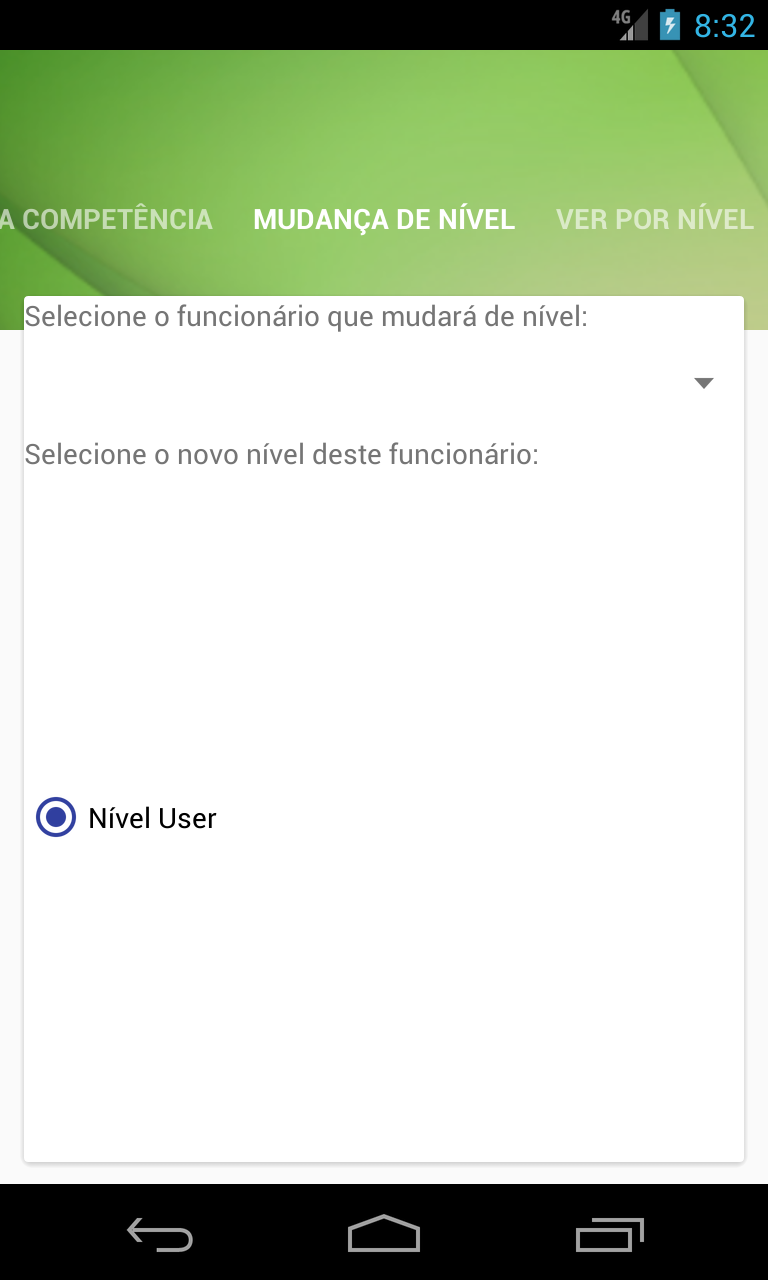 4G 8:32
A COMPETÊNCIA MUDANÇA DE NÍVEL VER POR NÍVEL
Selecione o funcionário que mudará de nível:
Selecione o novo nível deste funcionário:
Nível User